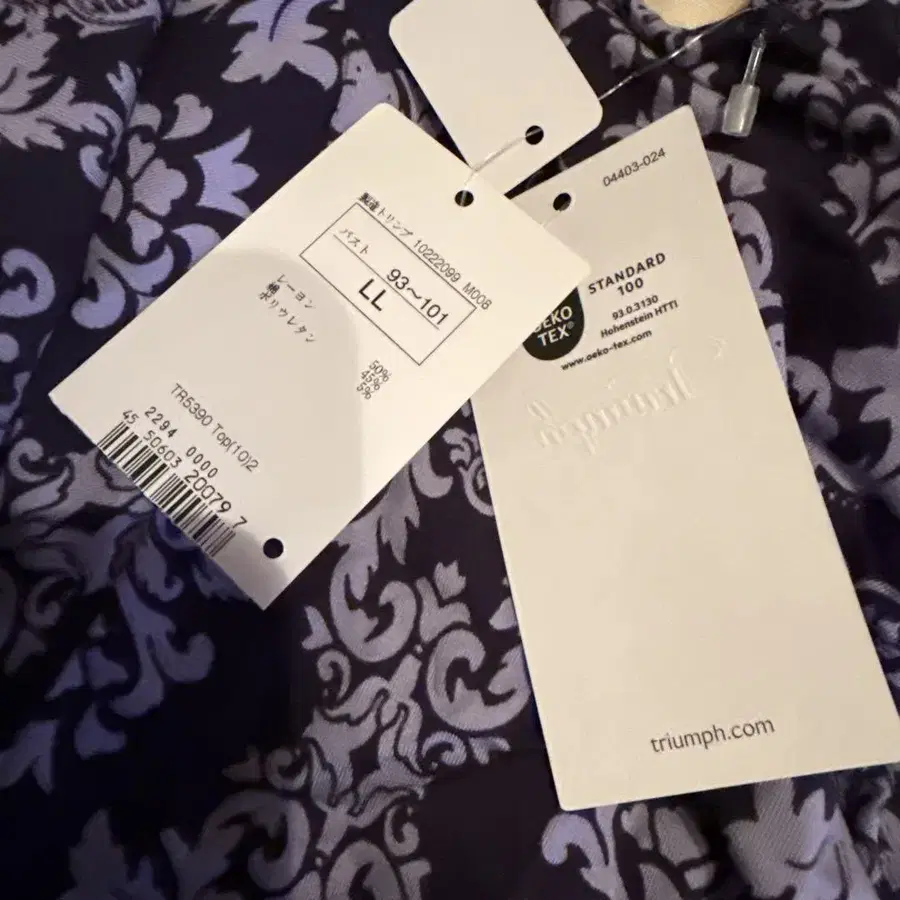 製造トリンプ 10222099 M008
バスト 93～101
LL
レーヨン 50%
綿 45%
ポリウレタン 5%
TR5390 Top(10)2
2294 0000
45 50603 20079 7
04403-024
OEKO
TEX®
STANDARD
100
93.0.3130
Hohenstein HTTI
www.oeko-tex.com
Triumph
triumph.com